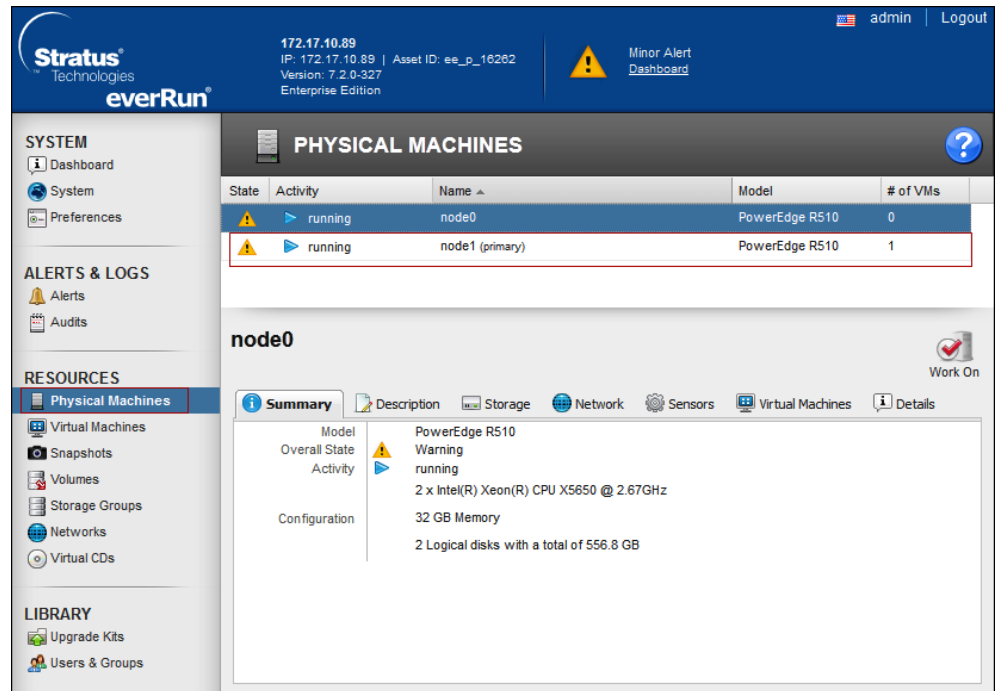 admin | Logout
Stratus®
™ Technologies
everRun®
172.17.10.89
IP: 172.17.10.89 | Asset ID: ee_p_16262
Version: 7.2.0-327
Enterprise Edition
Minor Alert
Dashboard
SYSTEM
Dashboard
System
Preferences
ALERTS & LOGS
Alerts
Audits
RESOURCES
Physical Machines
Virtual Machines
Snapshots
Volumes
Storage Groups
Networks
Virtual CDs
LIBRARY
Upgrade Kits
Users & Groups
PHYSICAL MACHINES
?
State Activity Name Model # of VMs
running node0 PowerEdge R510 0
running node1 (primary) PowerEdge R510 1
node0
Work On
Summary Description Storage Network Sensors Virtual Machines Details
Model PowerEdge R510
Overall State Warning
Activity running
2 x Intel(R) Xeon(R) CPU X5650 @ 2.67GHz
Configuration 32 GB Memory
2 Logical disks with a total of 556.8 GB